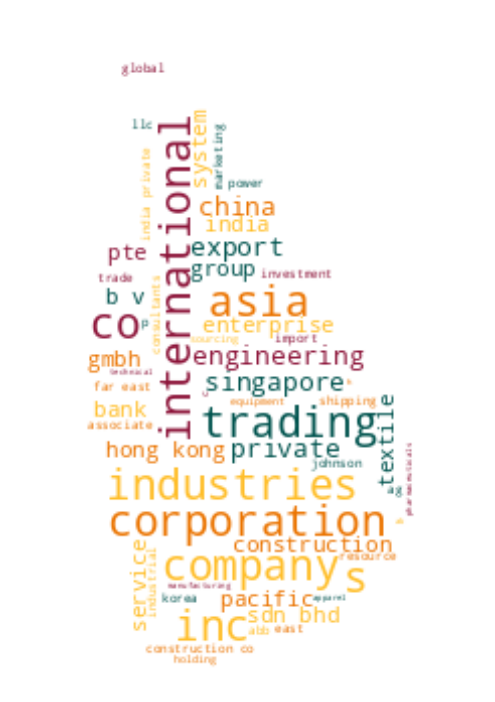 global
llc
international
system
marketing
india private
power
china
india
export
pte
group
investment
trade
consultants
b v
asia
co
p
enterprise
sourcing
import
gmbh
engineering
technical
far east
singapore
equipment
shipping
bank
trading
textile
associate
hong kong
private
johnson
pharmaceuticals
ag
industries
corporation
construction
service
industrial
company
s
resource
manufacturing
korea
pacific
apparel
inc
sdn bhd
abb
east
construction co
holding